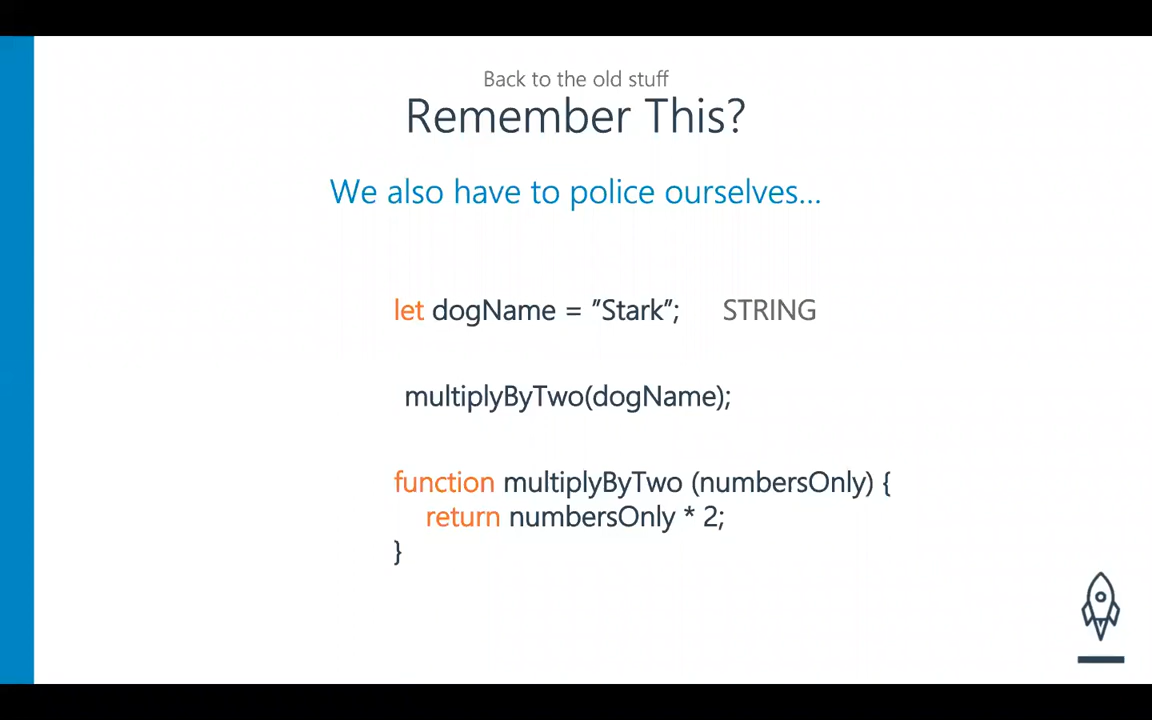 Back to the old stuff
Remember This?
We also have to police ourselves...
let dogName = ”Stark”; STRING
multiplyByTwo(dogName);
function multiplyByTwo (numbersOnly) {
return numbersOnly * 2;
}